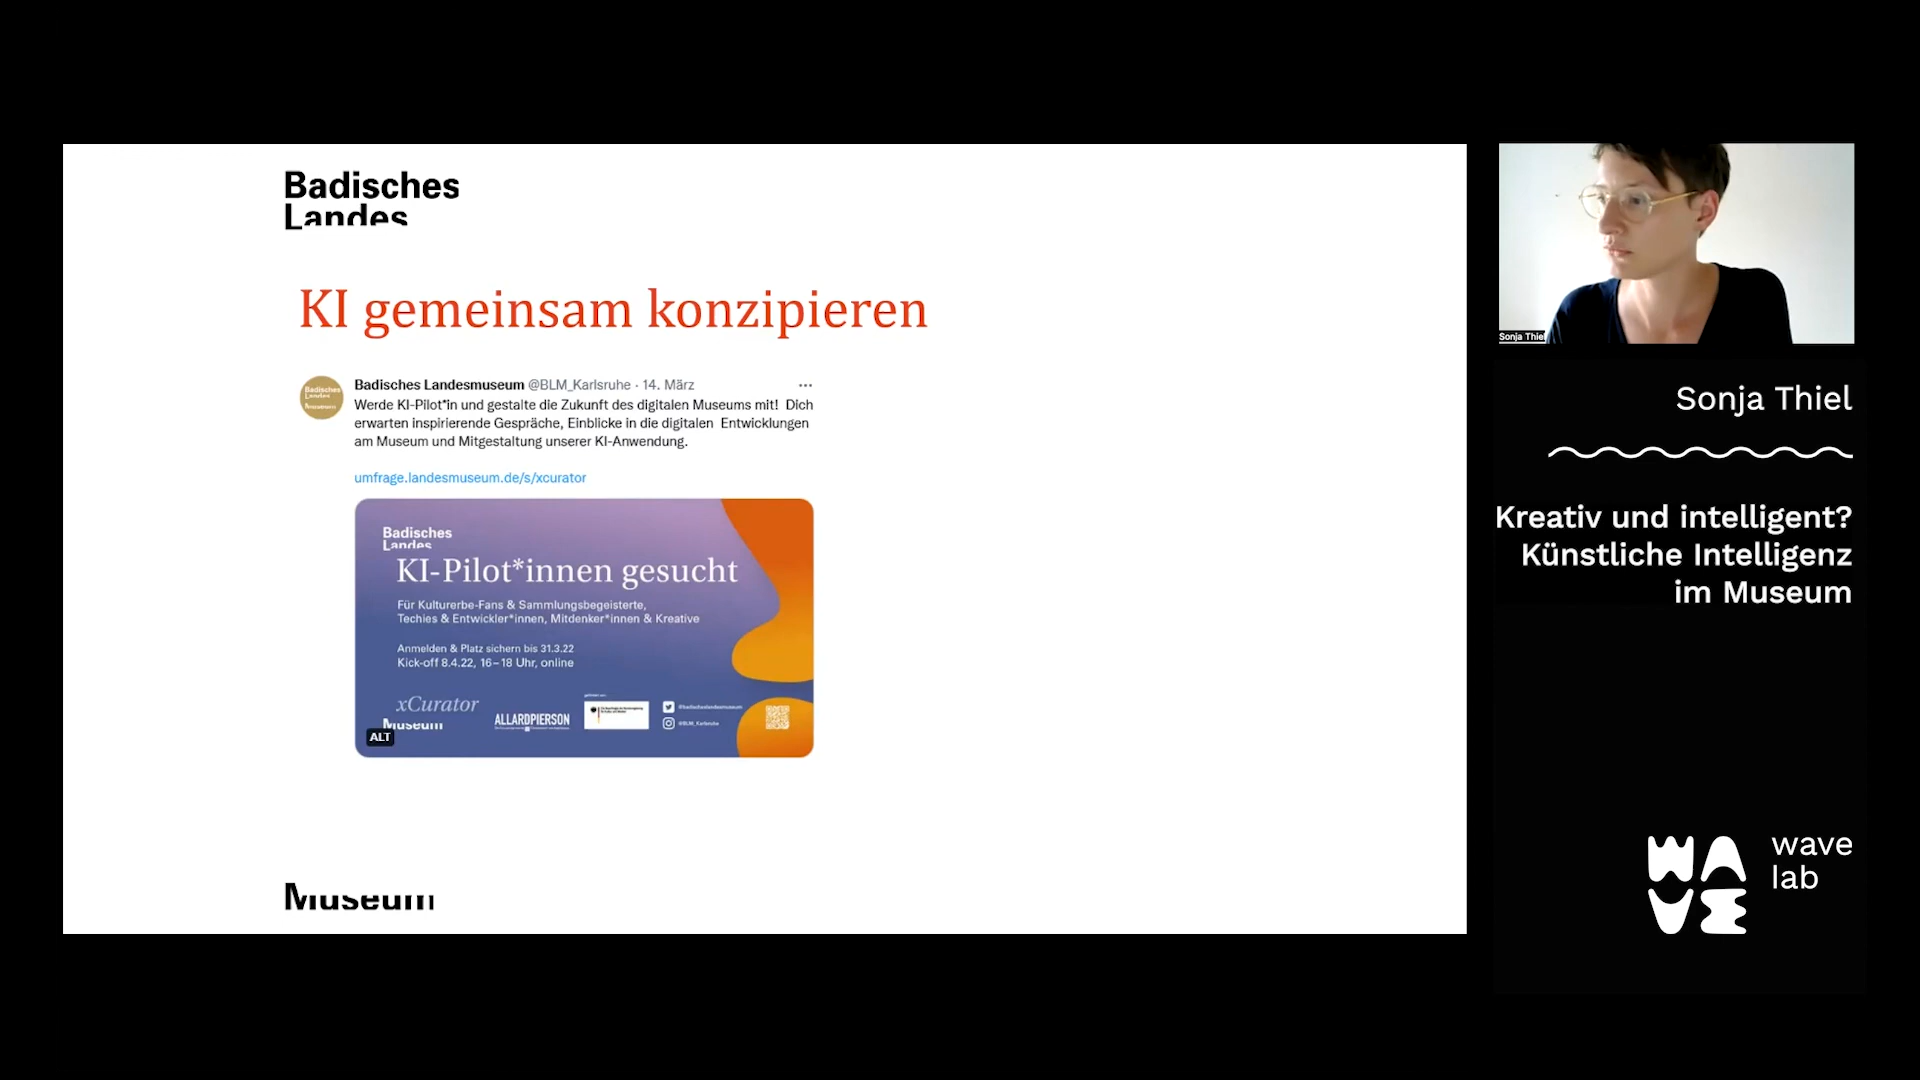 Badisches
Landes
KI gemeinsam konzipieren
Badisches Landesmuseum @BLM_Karlsruhe · 14. März ···
Werde KI-Pilot*in und gestalte die Zukunft des digitalen Museums mit! Dich
erwarten inspirierende Gespräche, Einblicke in die digitalen Entwicklungen
am Museum und Mitgestaltung unserer KI-Anwendung.
umfrage.landesmuseum.de/s/xcurator
Badisches
Landes
KI-Pilot*innen gesucht
Für Kulturerbe-Fans & Sammlungsbegeisterte,
Techies & Entwickler*innen, Mitdenker*innen & Kreative
Anmelden & Platz sichern bis 31.3.22
Kick-off 8.4.22, 16–18 Uhr, online
xCurator
Museum
ALLARDPIERSON
@badischeslandesmuseum
@BLM_Karlsruhe
ALT
Museum
Sonja Thiel
Sonja Thiel
Kreativ und intelligent?
Künstliche Intelligenz
im Museum
WAVE
wave
lab